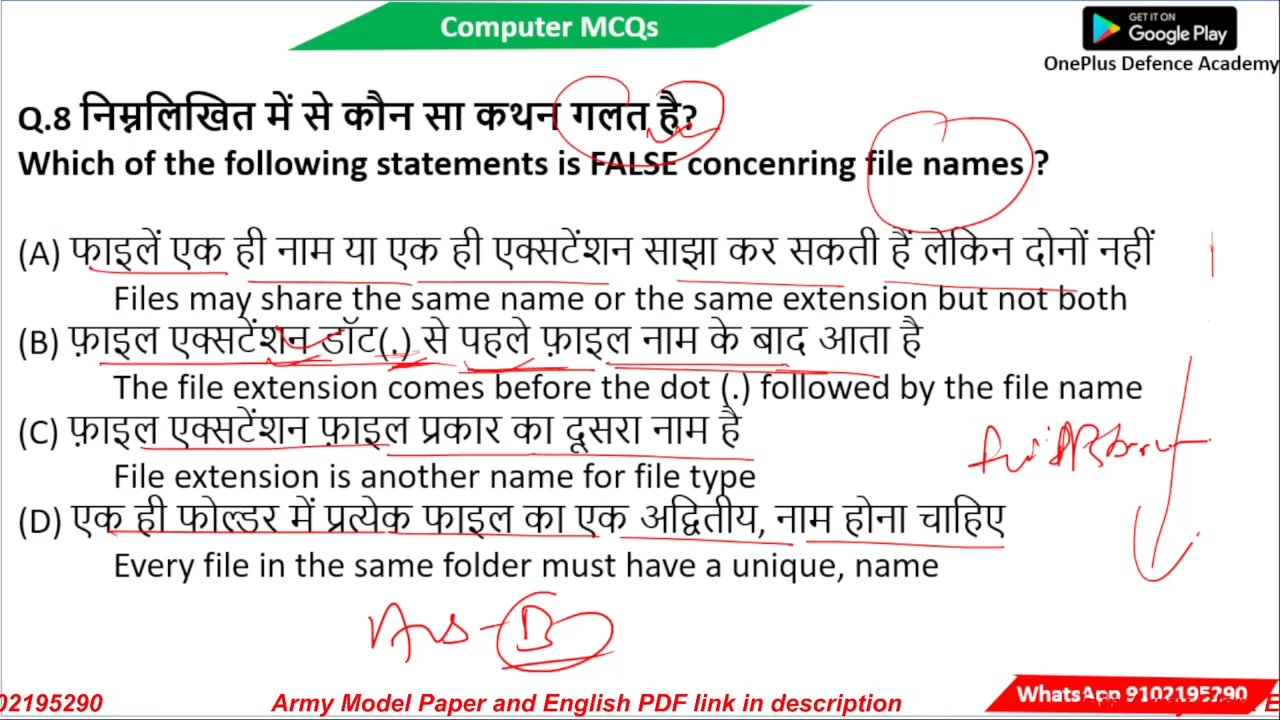 Computer MCQs
GET IT ON
Google Play
OnePlus Defence Academy
Q.8 निम्नलिखित में से कौन सा कथन गलत है?
Which of the following statements is FALSE concenring file names ?
(A) फाइलें एक ही नाम या एक ही एक्सटेंशन साझा कर सकती हैं लेकिन दोनों नहीं
Files may share the same name or the same extension but not both
(B) फ़ाइल एक्सटेंशन डॉट(.) से पहले फ़ाइल नाम के बाद आता है
The file extension comes before the dot (.) followed by the file name
(C) फ़ाइल एक्सटेंशन फ़ाइल प्रकार का दूसरा नाम है
File extension is another name for file type
(D) एक ही फोल्डर में प्रत्येक फाइल का एक अद्वितीय, नाम होना चाहिए
Every file in the same folder must have a unique, name
Ans - B
02195290
Army Model Paper and English PDF link in description
WhatsApp 9102195290